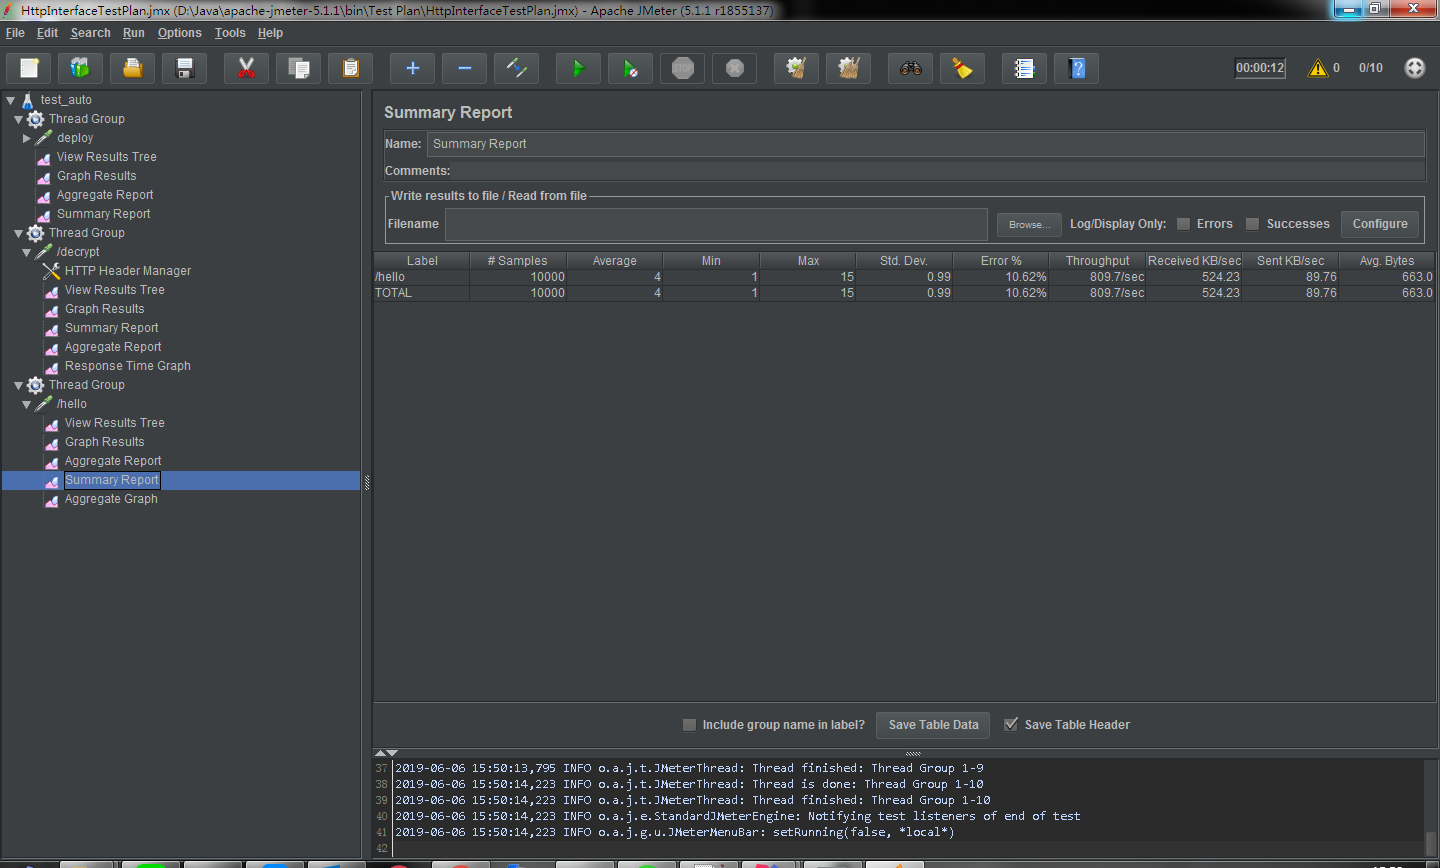 HttpInterfaceTestPlan.jmx (D:\Java\apache-jmeter-5.1.1\bin\Test Plan\HttpInterfaceTestPlan.jmx) - Apache JMeter (5.1.1 r1855137)
File Edit Search Run Options Tools Help
STOP 00:00:12 0 0/10
test_auto
Thread Group
deploy
View Results Tree
Graph Results
Aggregate Report
Summary Report
Thread Group
/decrypt
HTTP Header Manager
View Results Tree
Graph Results
Summary Report
Aggregate Report
Response Time Graph
Thread Group
/hello
View Results Tree
Graph Results
Aggregate Report
Summary Report
Aggregate Graph
Summary Report
Name: Summary Report
Comments:
Write results to file / Read from file
Filename Browse... Log/Display Only: Errors Successes Configure
Label # Samples Average Min Max Std. Dev. Error % Throughput Received KB/sec Sent KB/sec Avg. Bytes
/hello 10000 4 1 15 0.99 10.62% 809.7/sec 524.23 89.76 663.0
TOTAL 10000 4 1 15 0.99 10.62% 809.7/sec 524.23 89.76 663.0
Include group name in label? Save Table Data Save Table Header
37 2019-06-06 15:50:13,795 INFO o.a.j.t.JMeterThread: Thread finished: Thread Group 1-9
38 2019-06-06 15:50:14,223 INFO o.a.j.t.JMeterThread: Thread is done: Thread Group 1-10
39 2019-06-06 15:50:14,223 INFO o.a.j.t.JMeterThread: Thread finished: Thread Group 1-10
40 2019-06-06 15:50:14,223 INFO o.a.j.e.StandardJMeterEngine: Notifying test listeners of end of test
41 2019-06-06 15:50:14,223 INFO o.a.j.g.u.JMeterMenuBar: setRunning(false, *local*)
42